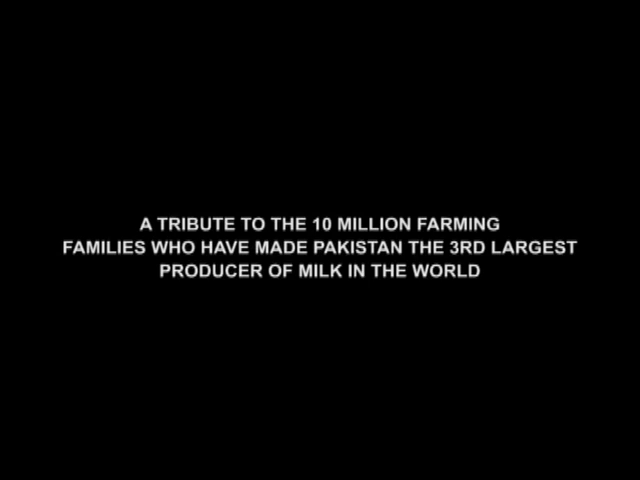 A TRIBUTE TO THE 10 MILLION FARMING
FAMILIES WHO HAVE MADE PAKISTAN THE 3RD LARGEST
PRODUCER OF MILK IN THE WORLD